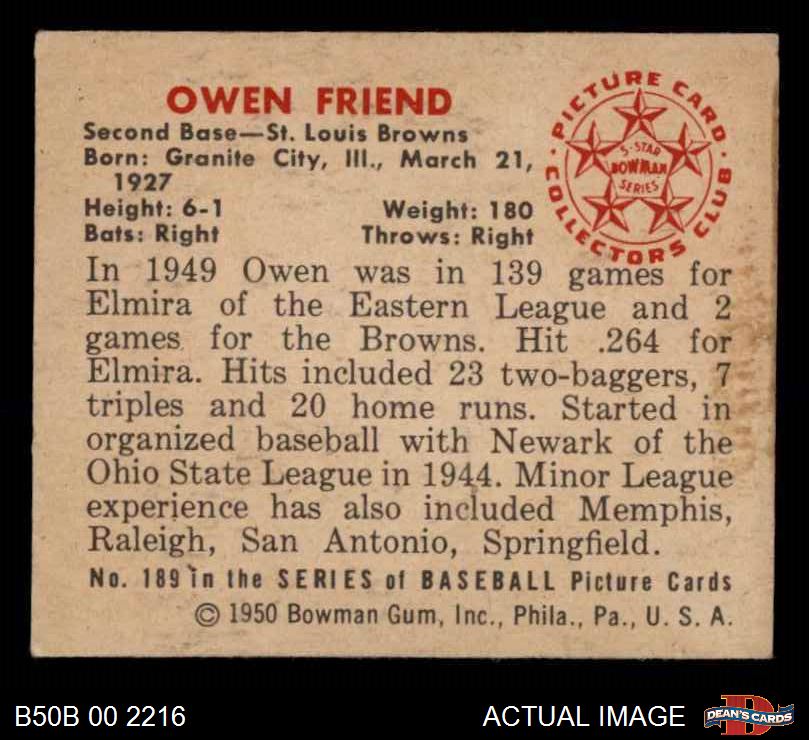 OWEN FRIEND
Second Base—St. Louis Browns
Born: Granite City, Ill., March 21,
1927
Height: 6-1 Weight: 180
Bats: Right Throws: Right
PICTURE CARD
COLLECTORS CLUB
5-STAR
BOWMAN
SERIES
In 1949 Owen was in 139 games for
Elmira of the Eastern League and 2
games for the Browns. Hit .264 for
Elmira. Hits included 23 two-baggers, 7
triples and 20 home runs. Started in
organized baseball with Newark of the
Ohio State League in 1944. Minor League
experience has also included Memphis,
Raleigh, San Antonio, Springfield.
No. 189 in the SERIES of BASEBALL Picture Cards
© 1950 Bowman Gum, Inc., Phila., Pa., U. S. A.
B50B 00 2216 ACTUAL IMAGE
D
DEAN'S CARDS